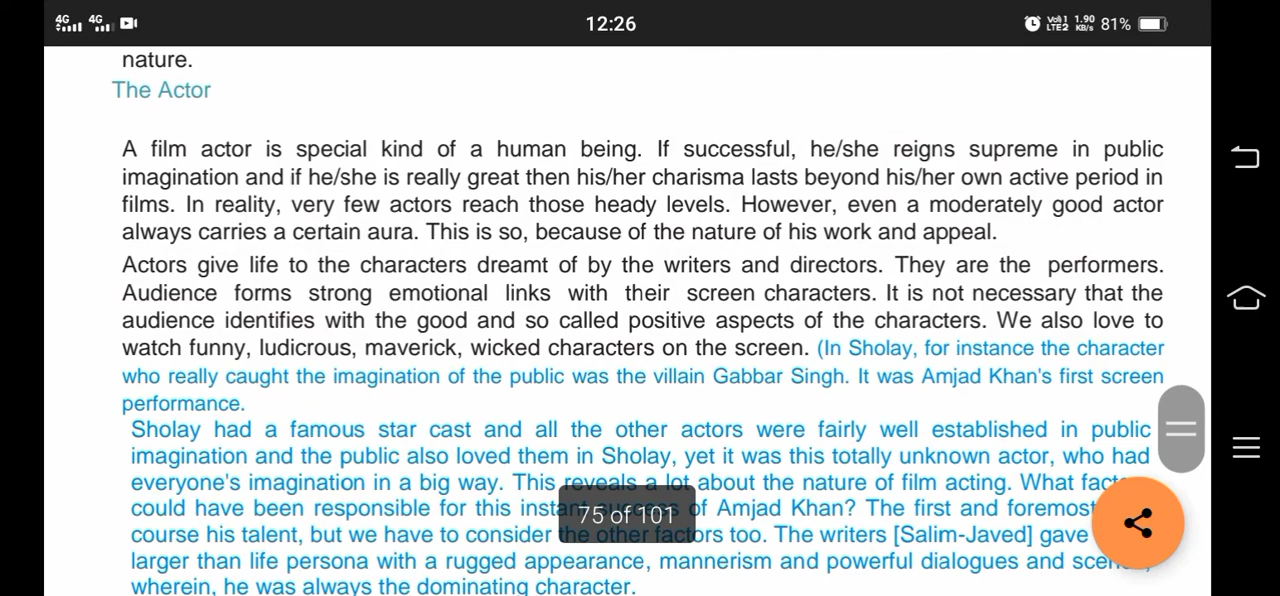 4G 4G 12:26 VoI) 1 LTE2 1.90 KB/s 81%
nature.
The Actor
A film actor is special kind of a human being. If successful, he/she reigns supreme in public
imagination and if he/she is really great then his/her charisma lasts beyond his/her own active period in
films. In reality, very few actors reach those heady levels. However, even a moderately good actor
always carries a certain aura. This is so, because of the nature of his work and appeal.
Actors give life to the characters dreamt of by the writers and directors. They are the performers.
Audience forms strong emotional links with their screen characters. It is not necessary that the
audience identifies with the good and so called positive aspects of the characters. We also love to
watch funny, ludicrous, maverick, wicked characters on the screen. (In Sholay, for instance the character
who really caught the imagination of the public was the villain Gabbar Singh. It was Amjad Khan's first screen
performance.
Sholay had a famous star cast and all the other actors were fairly well established in public
imagination and the public also loved them in Sholay, yet it was this totally unknown actor, who had
everyone's imagination in a big way. This reveals a lot about the nature of film acting. What
could have been responsible for this of Amjad Khan? The first and foremost
course his talent, but we have to consider the other factors too. The writers [Salim-Javed] gave
larger than life persona with a rugged appearance, mannerism and powerful dialogues and
wherein, he was always the dominating character.
75 of 101